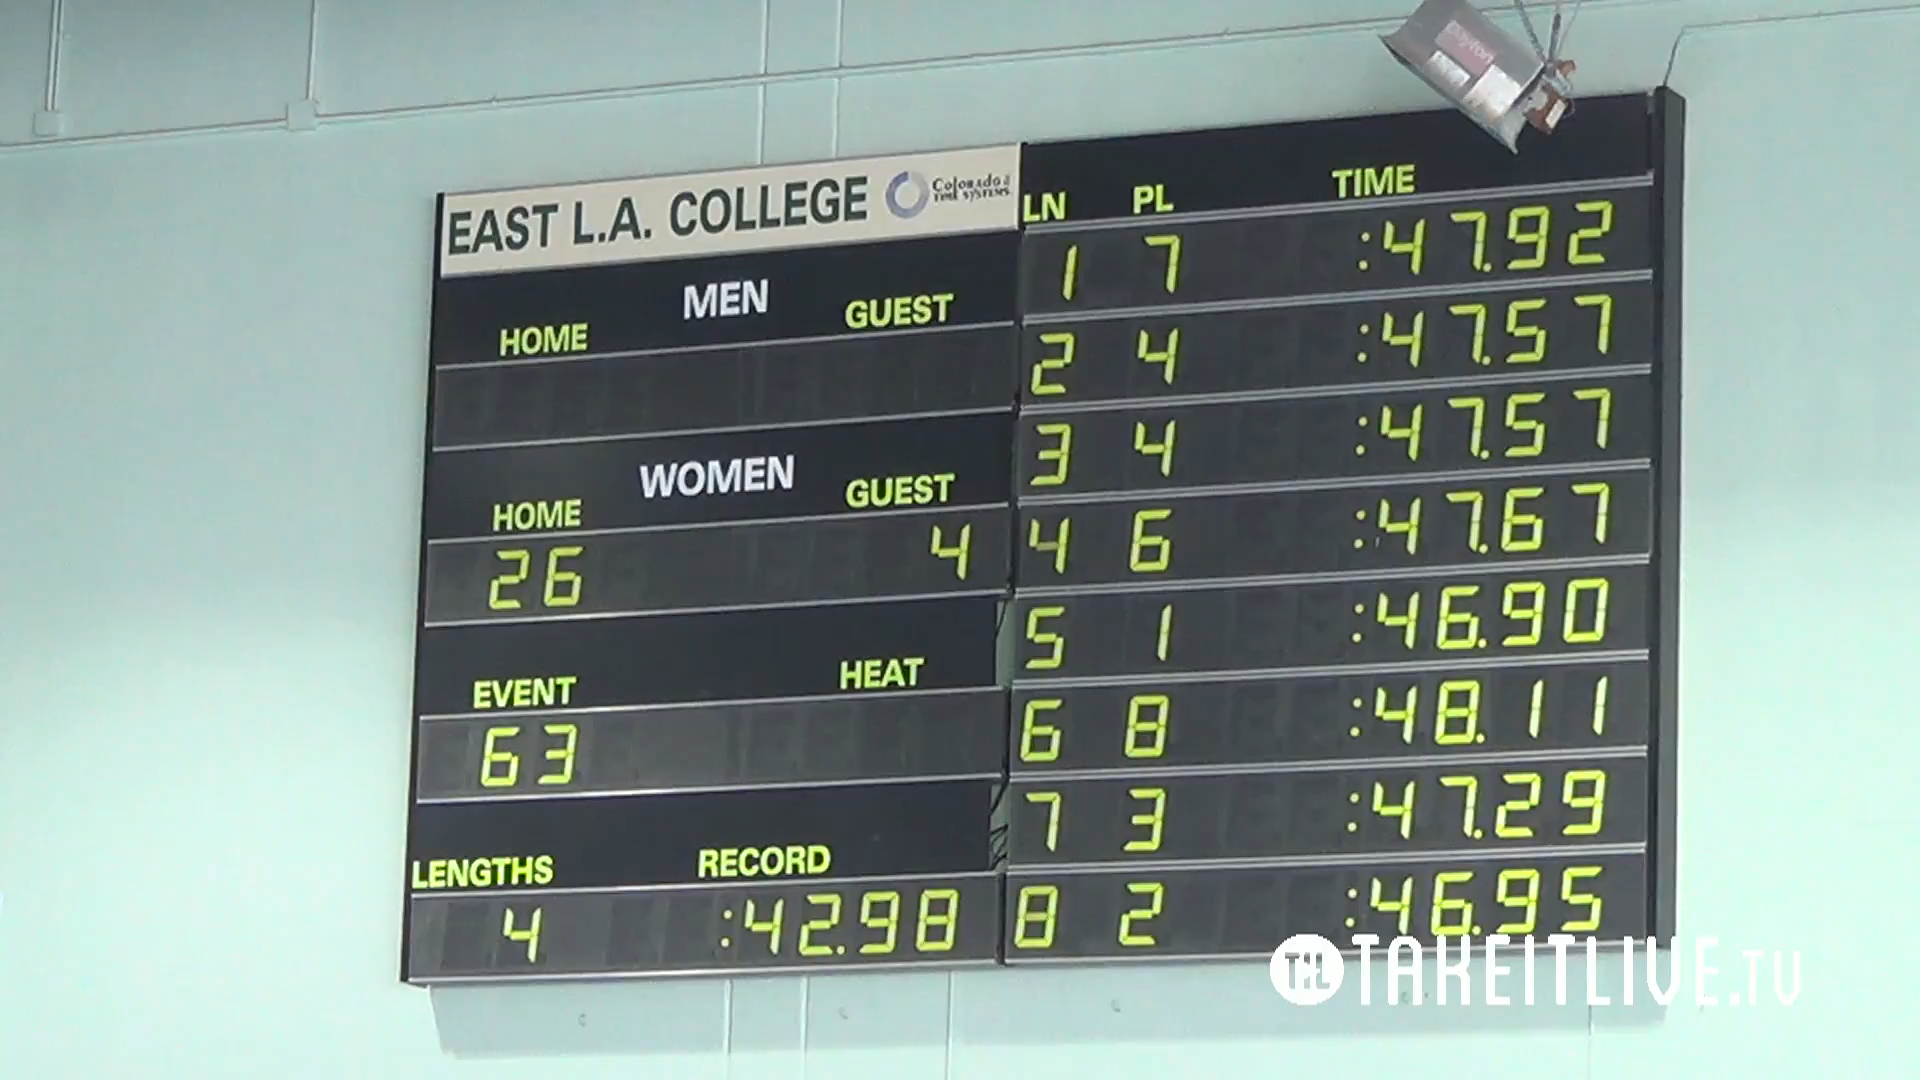 Dayton
EAST L.A. COLLEGE
Colorado
TIME SYSTEMS
MEN
HOME GUEST
WOMEN
HOME GUEST
26 4
EVENT HEAT
63
LENGTHS RECORD
4 :42.98
LN PL TIME
1 7 :47.92
2 4 :47.57
3 4 :47.57
4 6 :47.67
5 1 :46.90
6 8 :48.11
7 3 :47.29
8 2 :46.95
TAKEITLIVE.TV